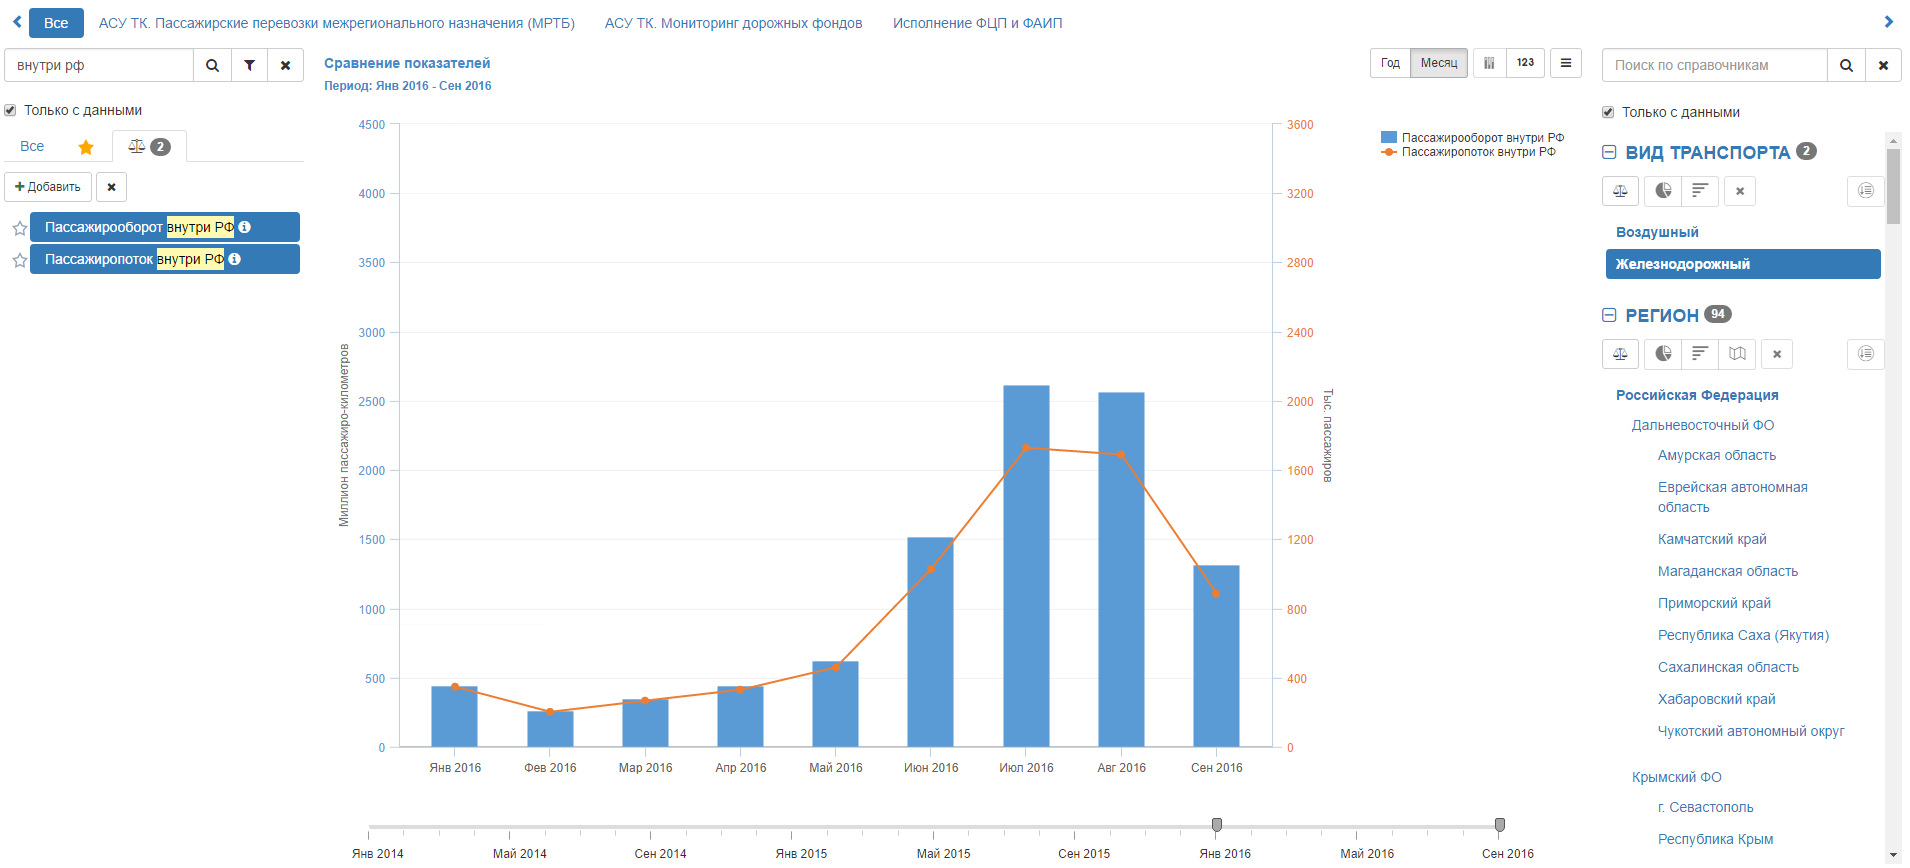 Все
АСУ ТК. Пассажирские перевозки межрегионального назначения (МРТБ)
АСУ ТК. Мониторинг дорожных фондов
Исполнение ФЦП и ФАИП
внутри рф
Только с данными
Все
2
Добавить
Пассажирооборот внутри РФ
Пассажиропоток внутри РФ
Сравнение показателей
Период: Янв 2016 - Сен 2016
Год
Месяц
123
4500
4000
3500
3000
2500
2000
1500
1000
500
0
Миллион пассажиро-километров
3600
3200
2800
2400
2000
1600
1200
800
400
0
Тыс. пассажиров
Пассажирооборот внутри РФ
Пассажиропоток внутри РФ
Янв 2016
Фев 2016
Мар 2016
Апр 2016
Май 2016
Июн 2016
Июл 2016
Авг 2016
Сен 2016
Янв 2014
Май 2014
Сен 2014
Янв 2015
Май 2015
Сен 2015
Янв 2016
Май 2016
Сен 2016
Поиск по справочникам
Только с данными
ВИД ТРАНСПОРТА 2
Воздушный
Железнодорожный
РЕГИОН 94
Российская Федерация
Дальневосточный ФО
Амурская область
Еврейская автономная
область
Камчатский край
Магаданская область
Приморский край
Республика Саха (Якутия)
Сахалинская область
Хабаровский край
Чукотский автономный округ
Крымский ФО
г. Севастополь
Республика Крым